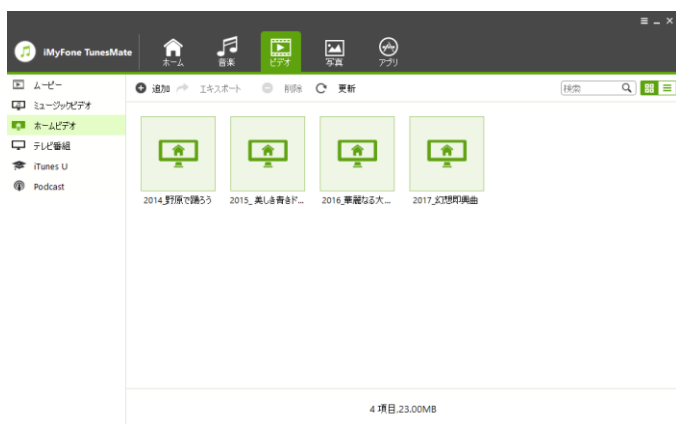 iMyFone TunesMate
ホーム
音楽
ビデオ
写真
アプリ
ムービー
ミュージックビデオ
ホームビデオ
テレビ番組
iTunes U
Podcast
追加
エキスポート
削除
更新
検索
2014_野原で踊ろう
2015_ 美しき青きド...
2016_華麗なる大...
2017_幻想即興曲
4 項目,23.00MB